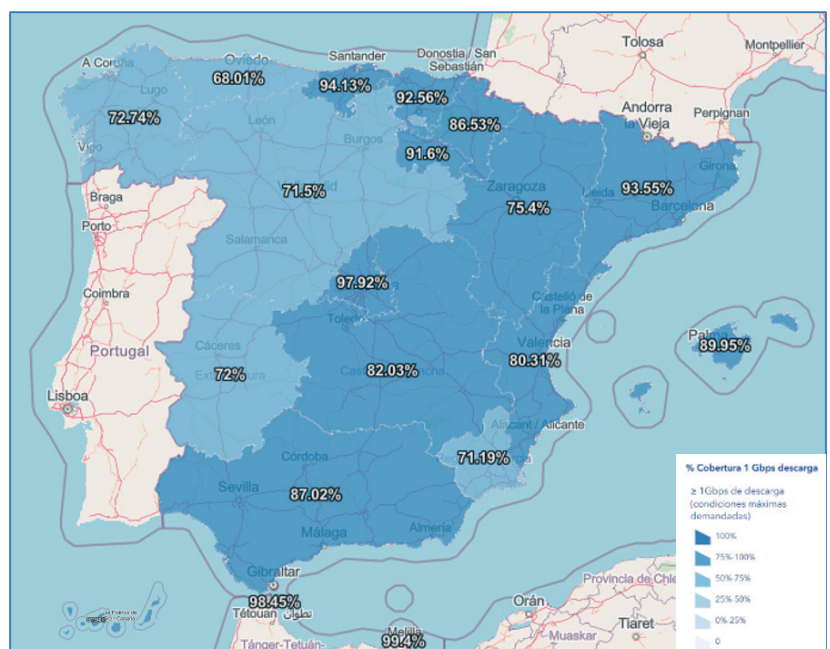 Tolosa
Montpellier
Santander
Donostia / San
Sebastián
A Coruña
Oviedo
68.01%
94.13%
92.56%
Lugo
72.74%
León
Burgos
86.53%
Andorra
la Vieja
Perpignan
Vigo
91.6%
Girona
71.5%
Zaragoza
75.4%
Lleida
93.55%
Barcelona
Braga
Porto
Salamanca
97.92%
Coimbra
Toledo
Castelló de
la Plana
Portugal
Cáceres
72%
82.03%
Valencia
80.31%
Palma
89.95%
Lisboa
Alacant / Alicante
71.19%
Córdoba
Sevilla
87.02%
Málaga
Almería
Gibraltar
98.45%
Tétouan تطوان
Melilla
99.4%
Tánger-Tetuán-
Orán
Provincia de Chle
Muaskar
Tiaret
% Cobertura 1 Gbps descarga
≥ 1Gbps de descarga
(condiciones máximas
demandadas)
100%
75%-100%
50%-75%
25%-50%
0%-25%
0